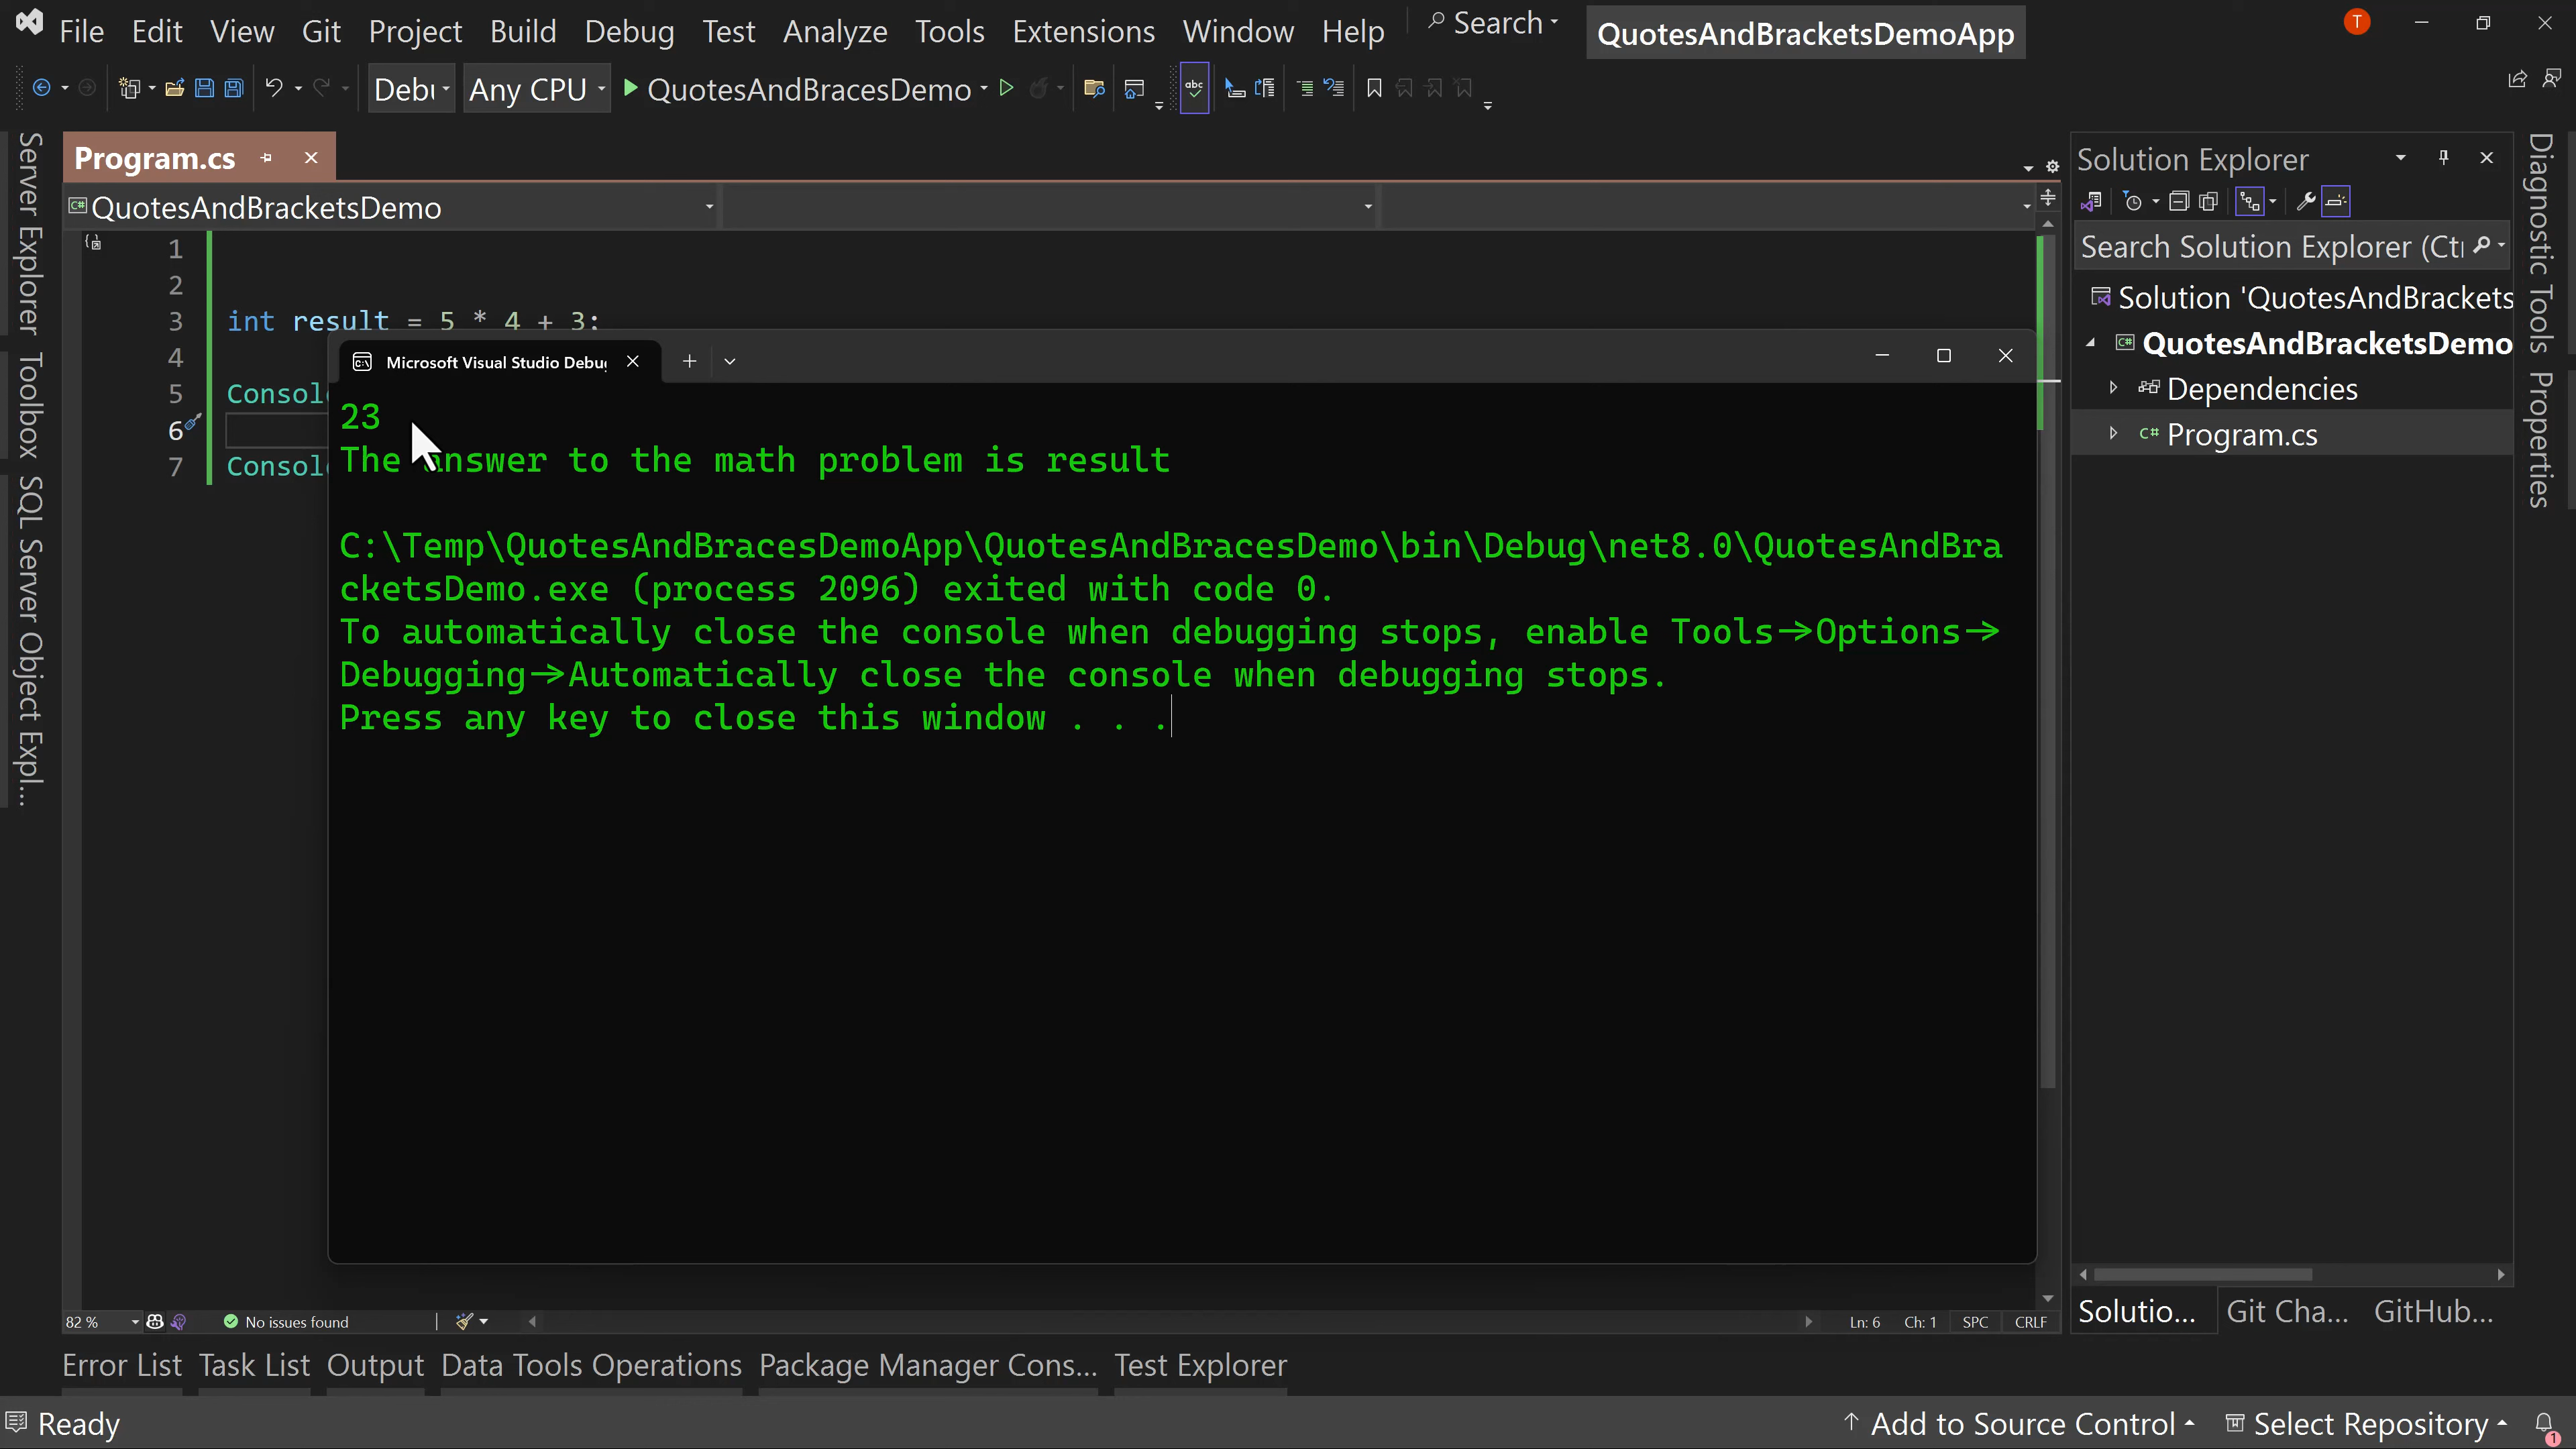 File Edit View Git Project Build Debug Test Analyze Tools Extensions Window Help Search QuotesAndBracketsDemoApp T
Any CPU QuotesAndBracesDemo
Program.cs
QuotesAndBracketsDemo
1
2
3 int result = 5 * 4 + 3;
4
5
6
7
Microsoft Visual Studio
23
The answer to the math problem is result
C:\Temp\QuotesAndBracesDemoApp\QuotesAndBracesDemo\bin\Debug\net8.0\QuotesAndBra
cketsDemo.exe (process 2096) exited with code 0.
To automatically close the console when debugging stops, enable Tools->Options->
Debugging->Automatically close the console when debugging stops.
Press any key to close this window . . .
Server Explorer
Toolbox
SQL Server Object Expl...
Solution Explorer
Search Solution Explorer
Solution 'QuotesAndBrackets
C# QuotesAndBracketsDemo
Dependencies
C# Program.cs
Diagnostic Tools
Properties
82 % No issues found Ln: 6 Ch: 1 SPC CRLF
Solutio... Git Cha... GitHub...
Error List Task List Output Data Tools Operations Package Manager Cons... Test Explorer
Ready Add to Source Control Select Repository 1